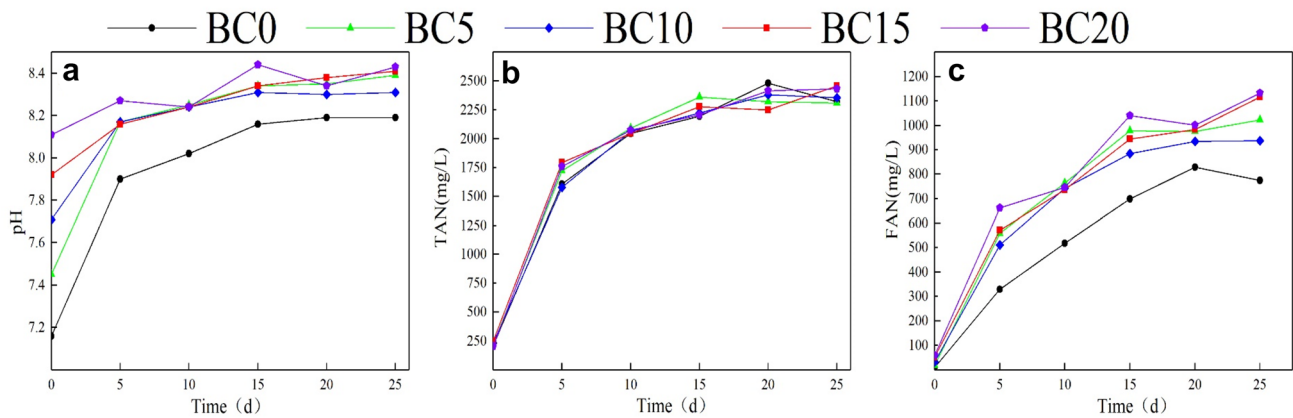 BC0 BC5 BC10 BC15 BC20
a
8.4
8.2
8.0
7.8
7.6
7.4
7.2
pH
0 5 10 15 20 25
Time（d）
b
2500
2250
2000
1750
1500
1250
1000
750
500
250
TAN(mg/L)
0 5 10 15 20 25
Time（d）
c
1200
1100
1000
900
800
700
600
500
400
300
200
100
FAN(mg/L)
0 5 10 15 20 25
Time（d）